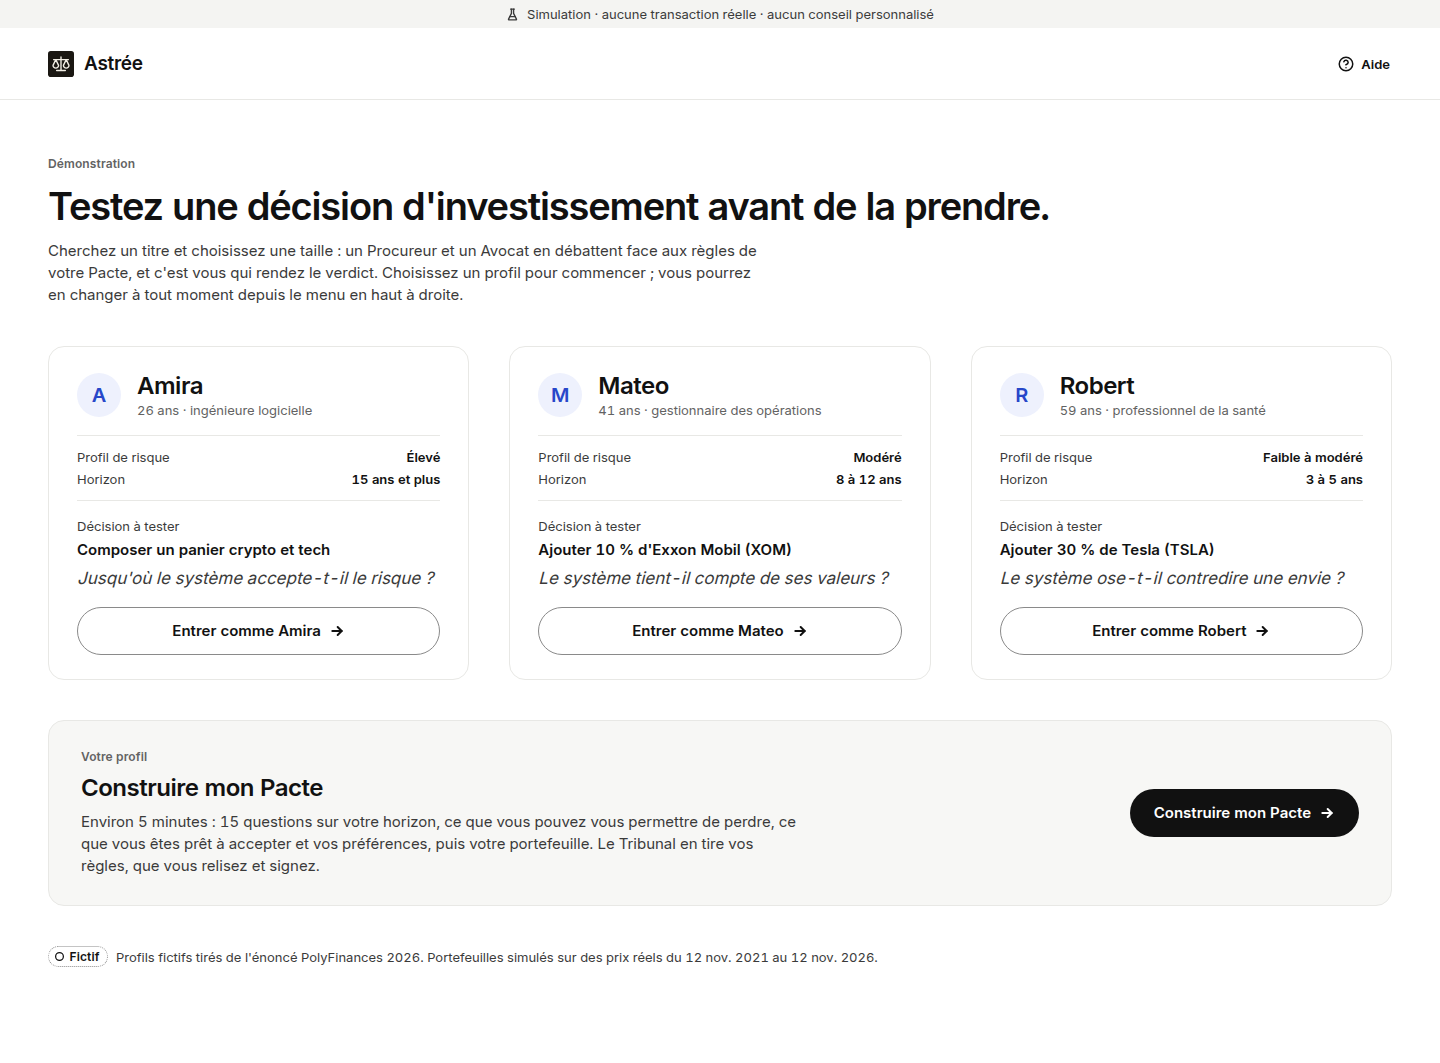 Simulation · aucune transaction réelle · aucun conseil personnalisé
Astrée
Aide
Démonstration
Testez une décision d'investissement avant de la prendre.
Cherchez un titre et choisissez une taille : un Procureur et un Avocat en débattent face aux règles de
votre Pacte, et c'est vous qui rendez le verdict. Choisissez un profil pour commencer ; vous pourrez
en changer à tout moment depuis le menu en haut à droite.
A
Amira
26 ans · ingénieure logicielle
Profil de risque Élevé
Horizon 15 ans et plus
Décision à tester
Composer un panier crypto et tech
Jusqu'où le système accepte-t-il le risque ?
Entrer comme Amira →
M
Mateo
41 ans · gestionnaire des opérations
Profil de risque Modéré
Horizon 8 à 12 ans
Décision à tester
Ajouter 10 % d'Exxon Mobil (XOM)
Le système tient-il compte de ses valeurs ?
Entrer comme Mateo →
R
Robert
59 ans · professionnel de la santé
Profil de risque Faible à modéré
Horizon 3 à 5 ans
Décision à tester
Ajouter 30 % de Tesla (TSLA)
Le système ose-t-il contredire une envie ?
Entrer comme Robert →
Votre profil
Construire mon Pacte
Environ 5 minutes : 15 questions sur votre horizon, ce que vous pouvez vous permettre de perdre, ce
que vous êtes prêt à accepter et vos préférences, puis votre portefeuille. Le Tribunal en tire vos
règles, que vous relisez et signez.
Construire mon Pacte →
Fictif
Profils fictifs tirés de l'énoncé PolyFinances 2026. Portefeuilles simulés sur des prix réels du 12 nov. 2021 au 12 nov. 2026.